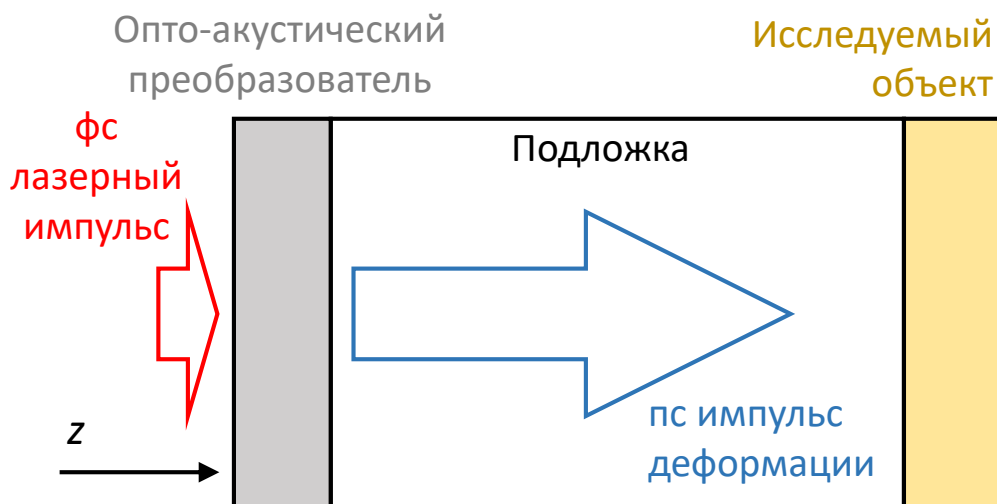 Опто-акустический
преобразователь
Исследуемый
объект
фс
лазерный
импульс
Подложка
пс импульс
деформации
z